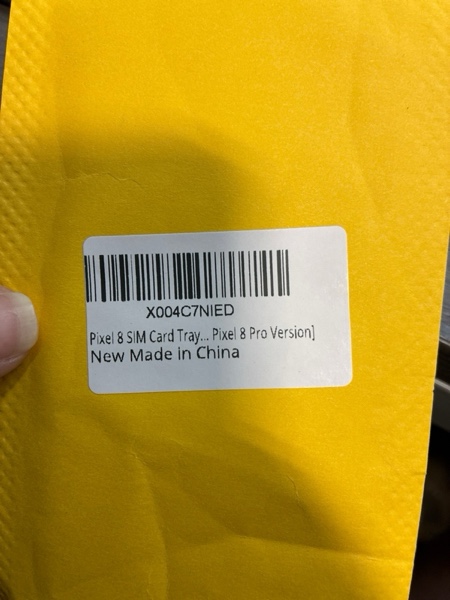 X004C7NIED
Pixel 8 SIM Card Tray... Pixel 8 Pro Version]
New Made in China